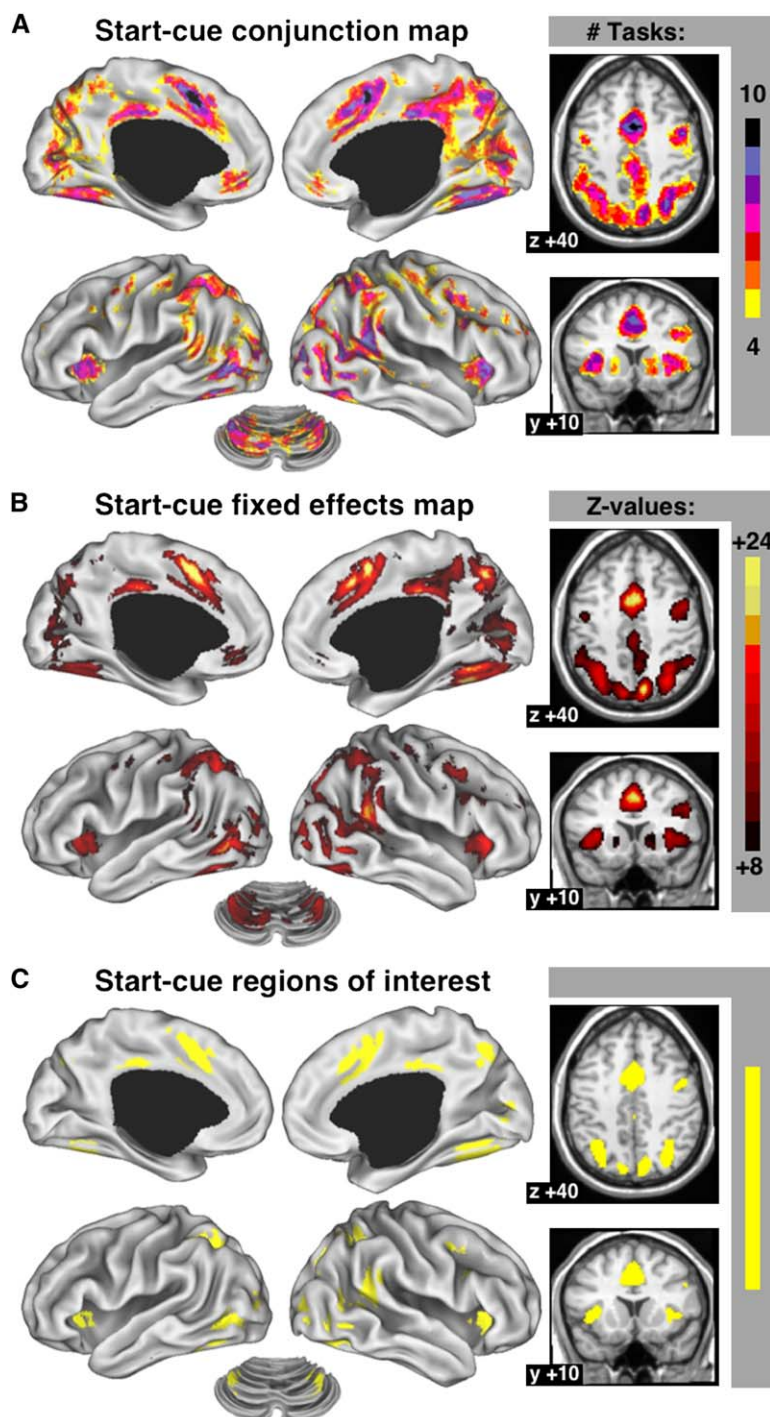 A Start-cue conjunction map
# Tasks:
10
4
z +40
y +10
B Start-cue fixed effects map
Z-values:
+24
+8
z +40
y +10
C Start-cue regions of interest
z +40
y +10